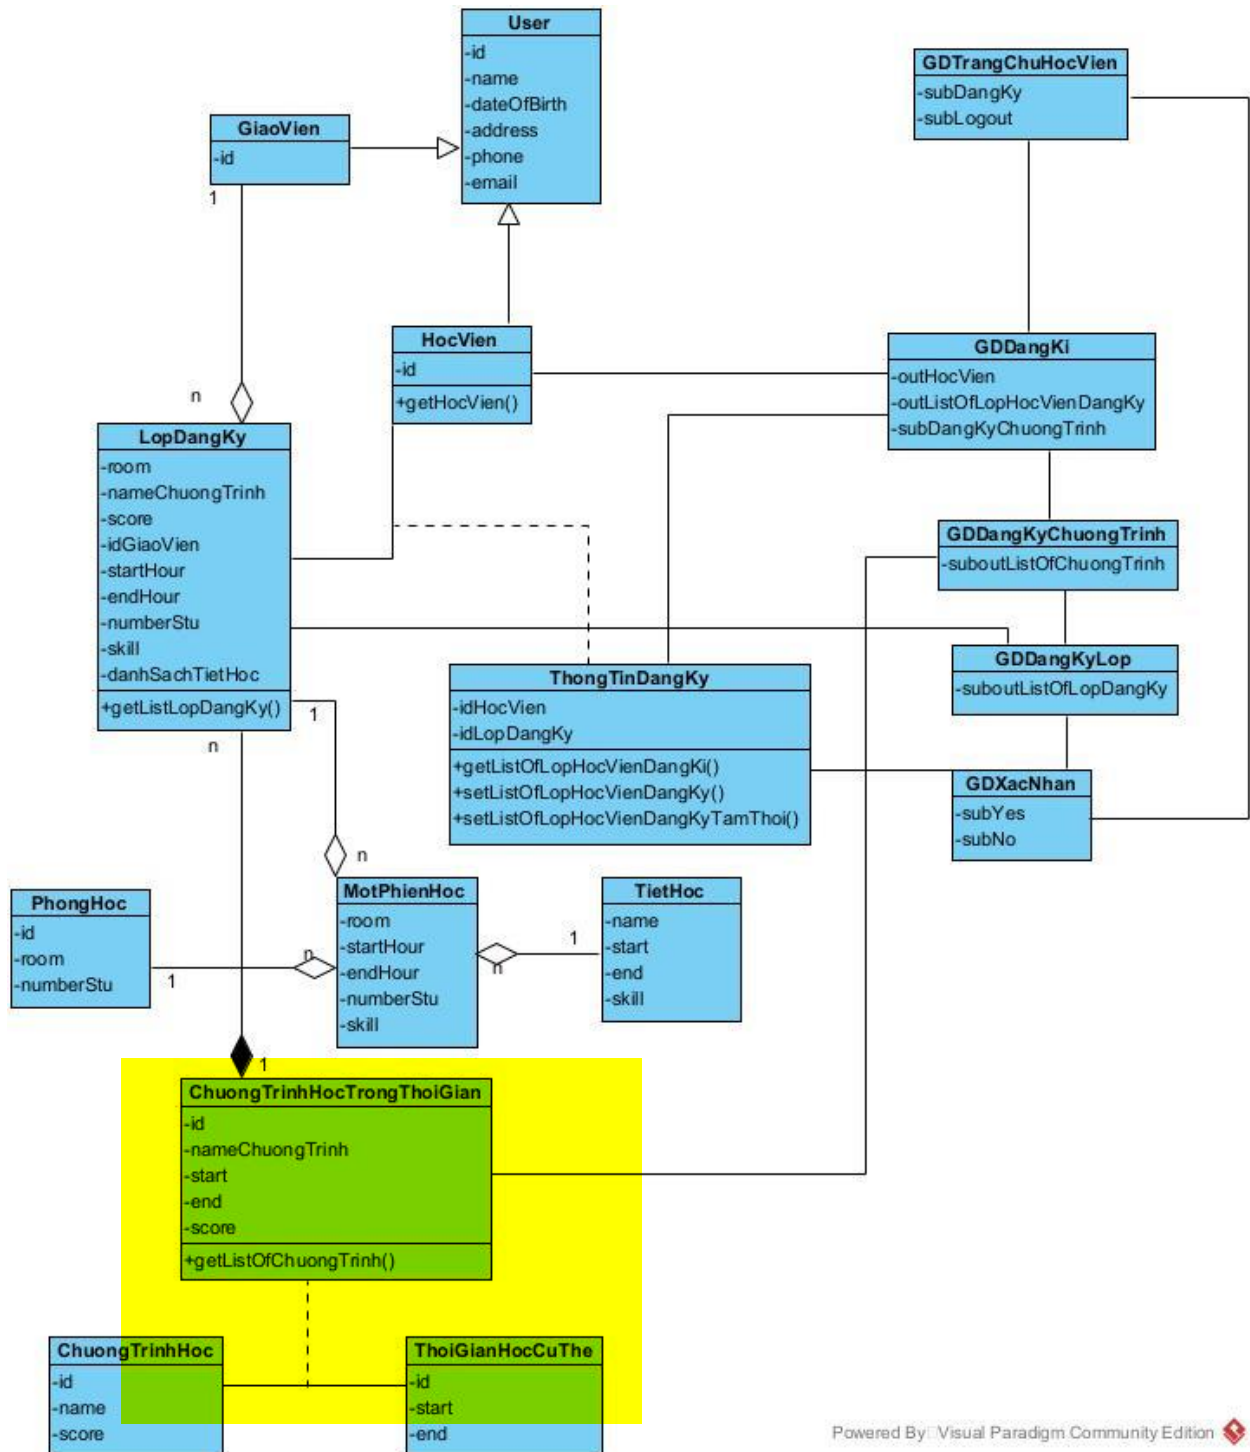 User
-id
-name
-dateOfBirth
-address
-phone
-email
GDTrangChuHocVien
-subDangKy
-subLogout
GiaoVien
-id
1
n
HocVien
-id
+getHocVien()
GDDangKi
-outHocVien
-outListOfLopHocVienDangKy
-subDangKyChuongTrinh
LopDangKy
-room
-nameChuongTrinh
-score
-idGiaoVien
-startHour
-endHour
-numberStu
-skill
-danhSachTietHoc
+getListLopDangKy()
1
n
GDDangKyChuongTrinh
-suboutListOfChuongTrinh
GDDangKyLop
-suboutListOfLopDangKy
ThongTinDangKy
-idHocVien
-idLopDangKy
+getListOfLopHocVienDangKi()
+setListOfLopHocVienDangKy()
+setListOfLopHocVienDangKyTamThoi()
GDXacNhan
-subYes
-subNo
n
PhongHoc
-id
-room
-numberStu
1
n
MotPhienHoc
-room
-startHour
-endHour
-numberStu
-skill
n
1
TietHoc
-name
-start
-end
-skill
1
ChuongTrinhHocTrongThoiGian
-id
-nameChuongTrinh
-start
-end
-score
+getListOfChuongTrinh()
ChuongTrinhHoc
-id
-name
-score
ThoiGianHocCuThe
-id
-start
-end
Powered By Visual Paradigm Community Edition